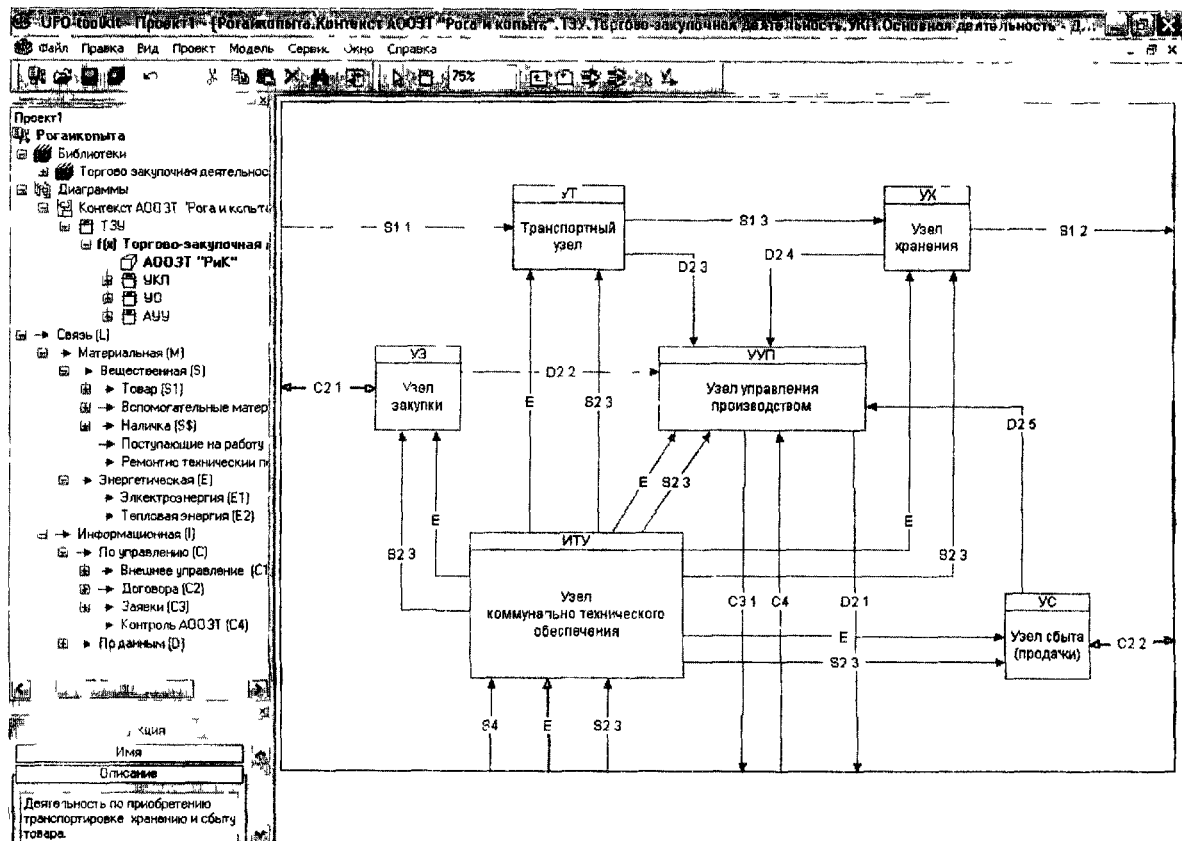 UFO-toolkit - Проект1 - [Рогаикопыта.Контекст АООЗТ "Рога и копыта".ТЗУ.Торгово-закупочная деятельность.УКП.Основная деятельность - Д...
Файл Правка Вид Проект Модель Сервис Окно Справка
75%
Проект1
Рогаикопыта
Библиотеки
Торгово закупочная деятельнос
Диаграммы
Контекст АООЗТ "Рога и копыта
ТЗУ
f(x) Торгово-закупочная
АООЗТ "РиК"
УКП
УО
АУУ
Связь (L)
Материальная (M)
Вещественная (S)
Товар (S1)
Вспомогательные матер
Наличка (S$)
Поступающие на работу
Ремонтно технический п
Энергетическая (E)
Элкектроэнергия (E1)
Тепловая энергия (E2)
Информационная (I)
По управлению (C)
Внешнее управление (C1
Договора (C2)
Заявки (C3)
Контроль АООЗТ (C4)
По данным (D)
кция
Имя
Описание
Деятельность по приобретению
транспортировке хранению и сбыту
товара.
S1 1
УТ
Транспортный
узел
S1 3
УХ
Узел
хранения
S1 2
D2 3
D2 4
C2 1
УЗ
Узел
закупки
D2 2
E
S2 3
УУП
Узел управления
производством
D2 5
E
S2 3
S2 3
E
E
S2 3
ИТУ
Узел
коммунально технического
обеспечения
C3 1
C4
D2 1
E
S2 3
УС
Узел сбыта
(продажи)
C2 2
S4
E
S2 3